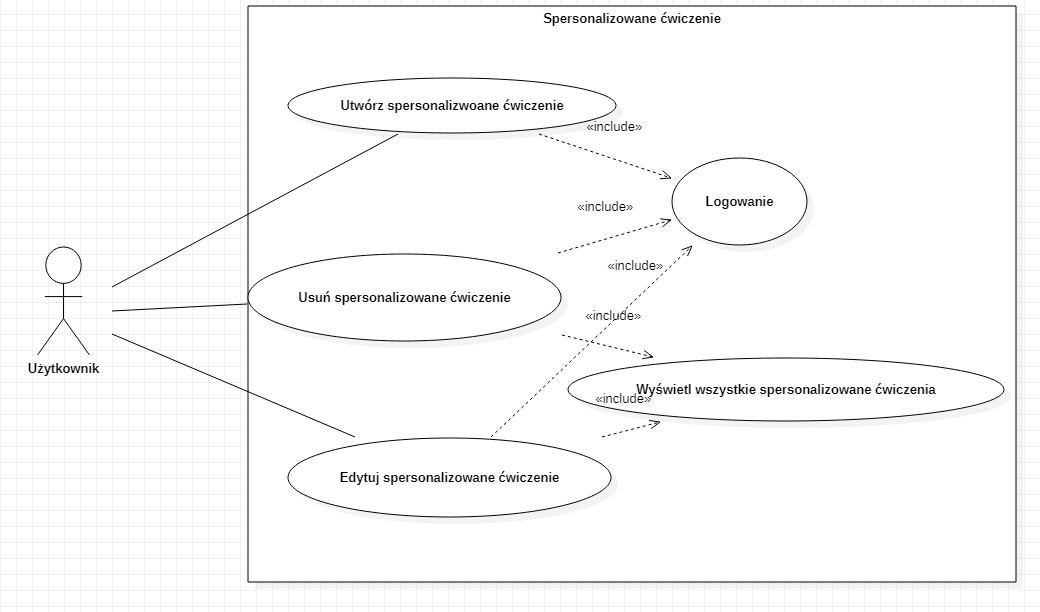 Spersonalizowane ćwiczenie
Utwórz spersonalizwoane ćwiczenie
«include»
Logowanie
«include»
«include»
Usuń spersonalizowane ćwiczenie
«include»
Użytkownik
Wyświetl wszystkie spersonalizowane ćwiczenia
«include»
Edytuj spersonalizowane ćwiczenie